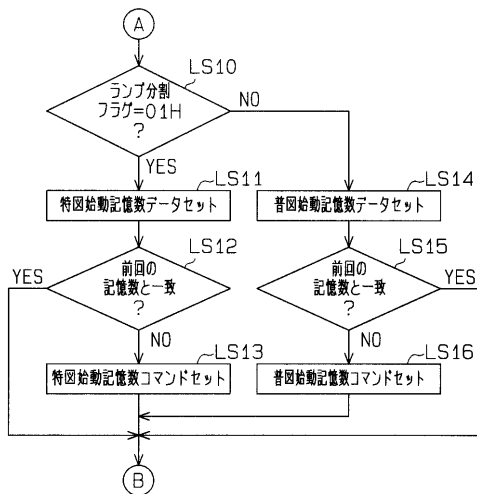 A
LS10
ランプ分割
フラグ=01H
?
NO
YES
LS11
特図始動記憶数データセット
LS14
普図始動記憶数データセット
LS12
前回の
記憶数と一致
?
YES
NO
LS15
前回の
記憶数と一致
?
YES
NO
LS13
特図始動記憶数コマンドセット
LS16
普図始動記憶数コマンドセット
B